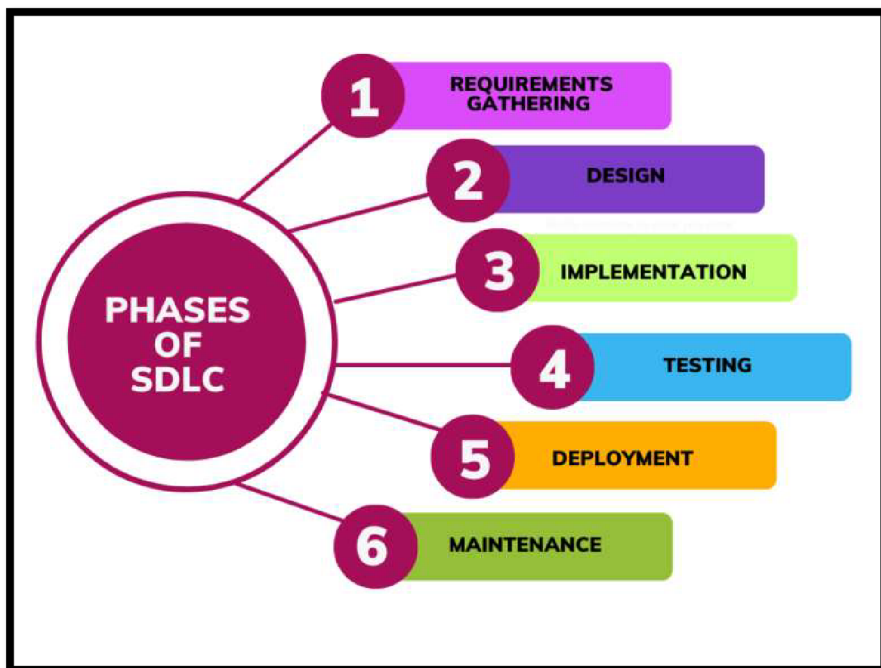 PHASES
OF
SDLC
1
REQUIREMENTS
GATHERING
2
DESIGN
3
IMPLEMENTATION
4
TESTING
5
DEPLOYMENT
6
MAINTENANCE